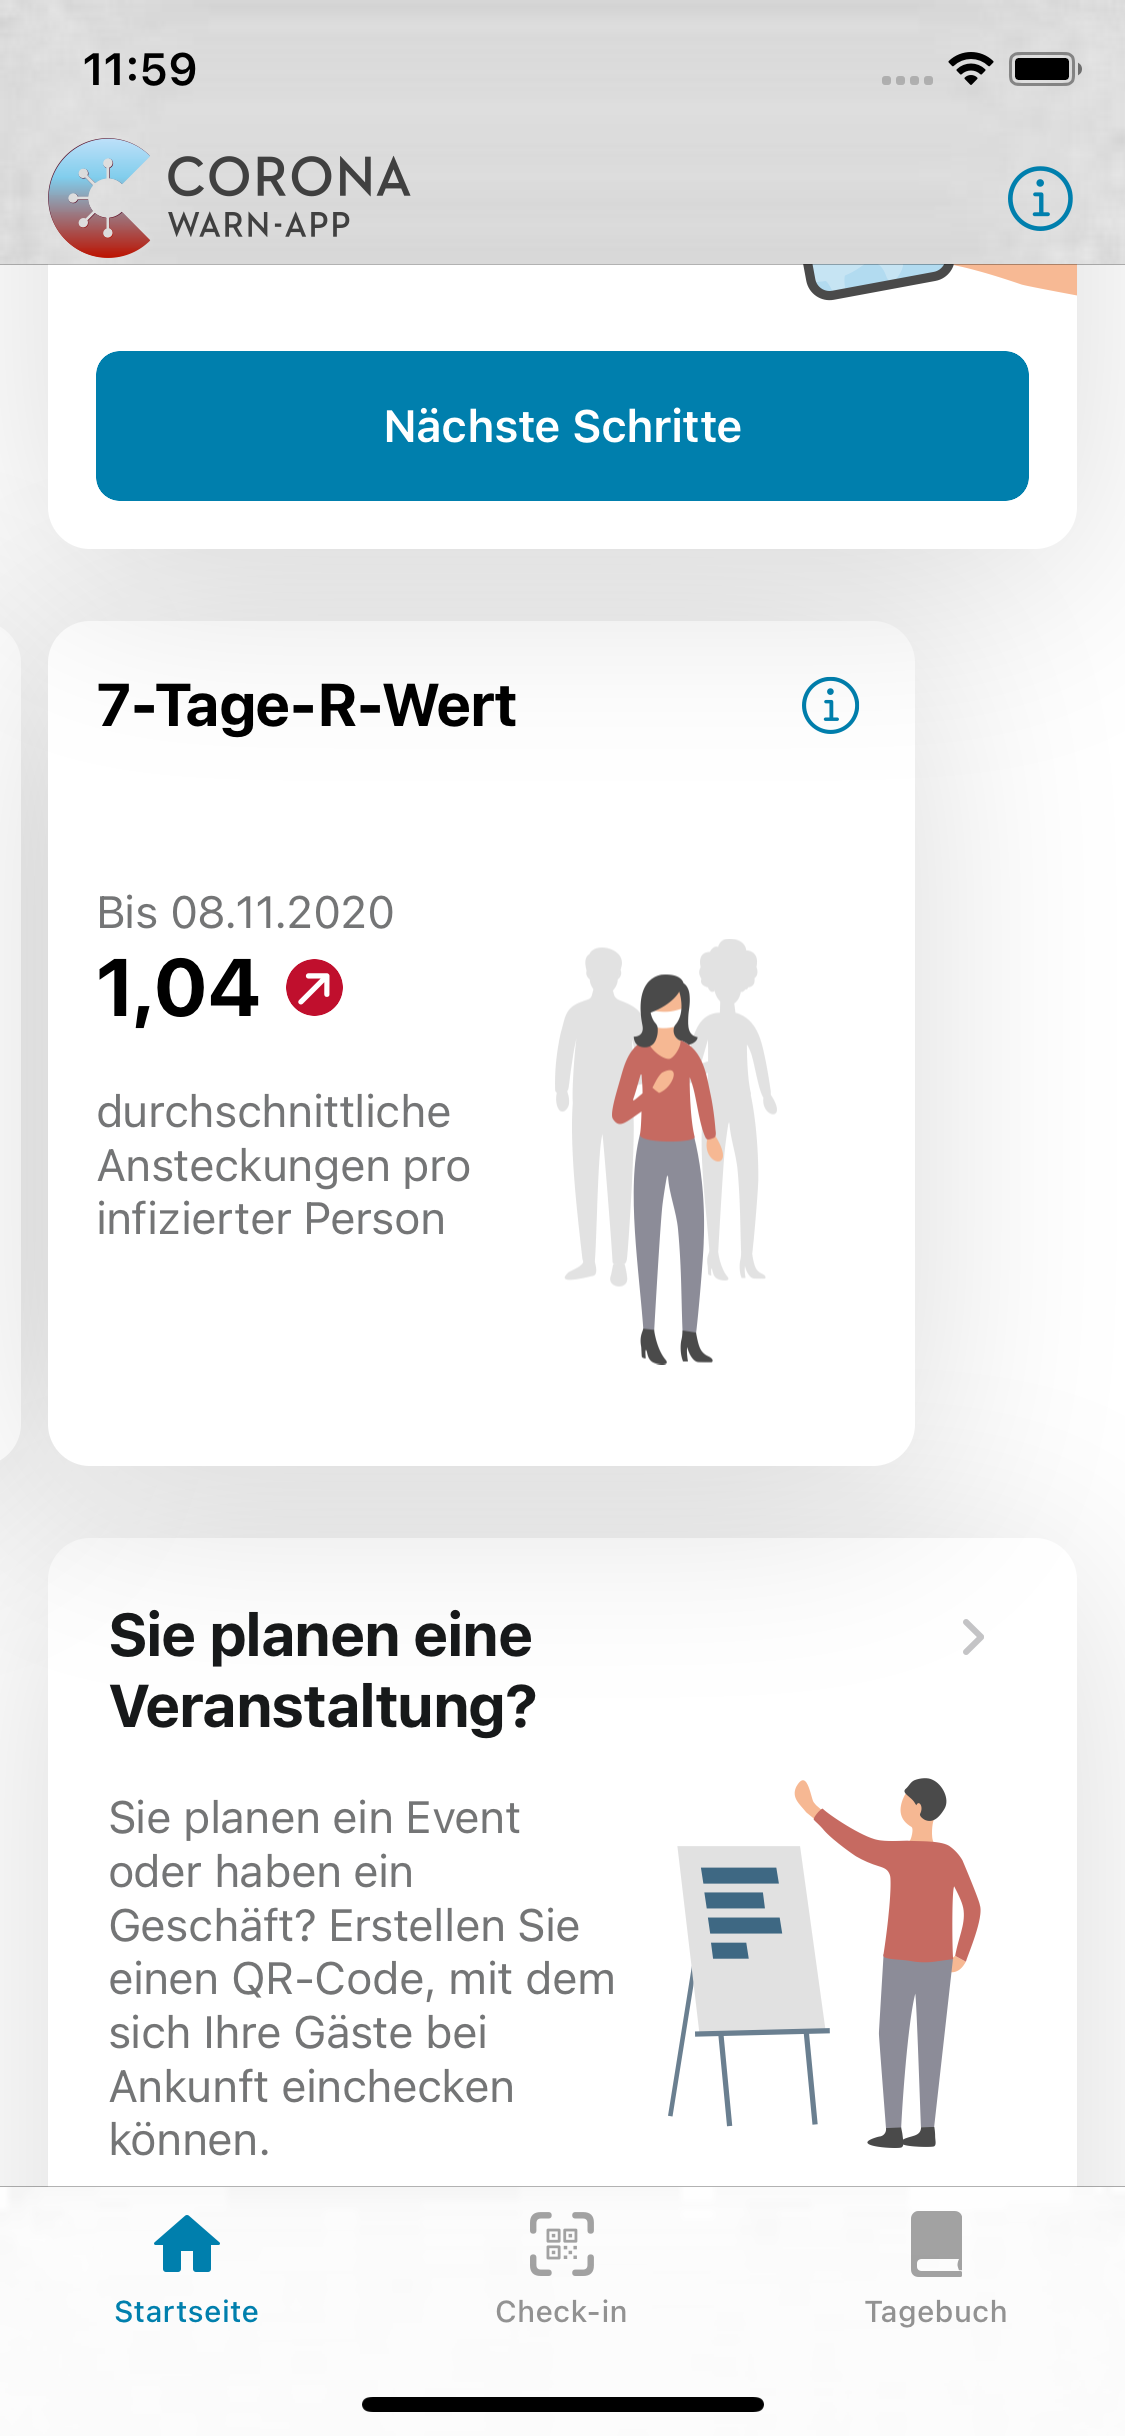 11:59
CORONA
WARN-APP
Nächste Schritte
7-Tage-R-Wert
Bis 08.11.2020
1,04
durchschnittliche
Ansteckungen pro
infizierter Person
Sie planen eine
Veranstaltung?
Sie planen ein Event
oder haben ein
Geschäft? Erstellen Sie
einen QR-Code, mit dem
sich Ihre Gäste bei
Ankunft einchecken
können.
Startseite
Check-in
Tagebuch